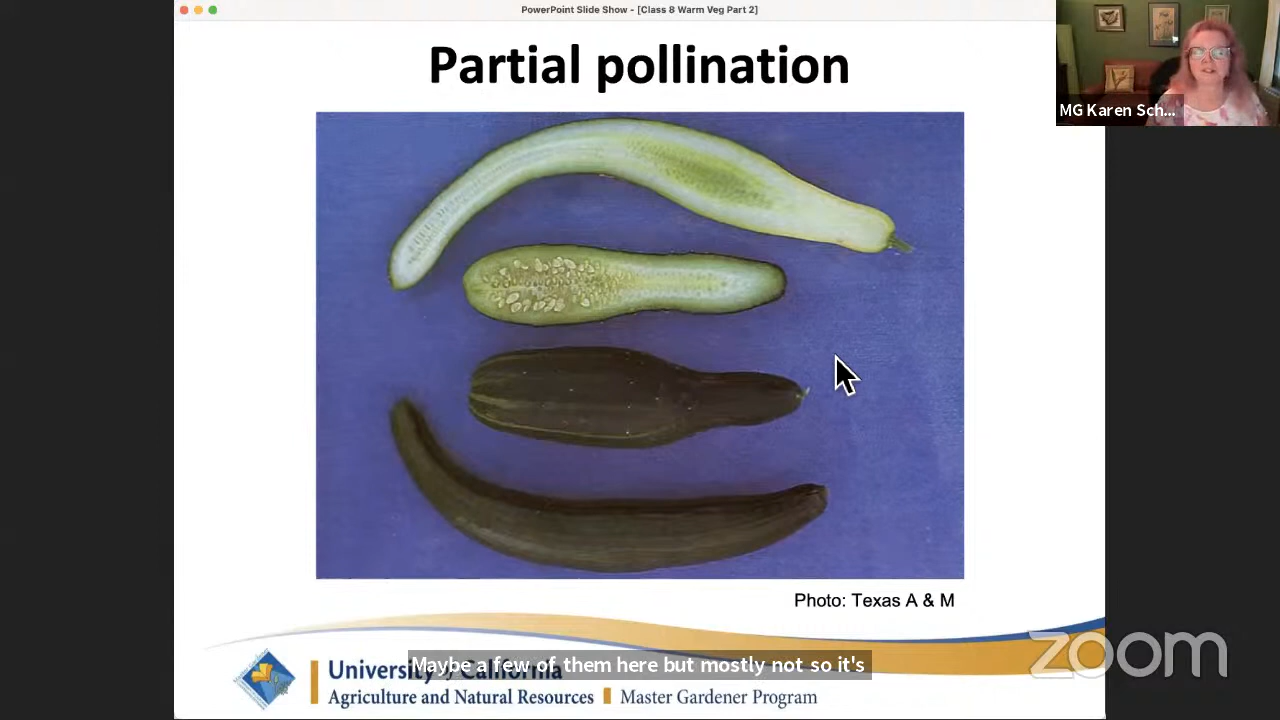 PowerPoint Slide Show - [Class 8 Warm Veg Part 2]
Partial pollination
MG Karen Sch...
Photo: Texas A & M
zoom
Maybe a few of them here but mostly not so it's
University of California
Agriculture and Natural Resources Master Gardener Program